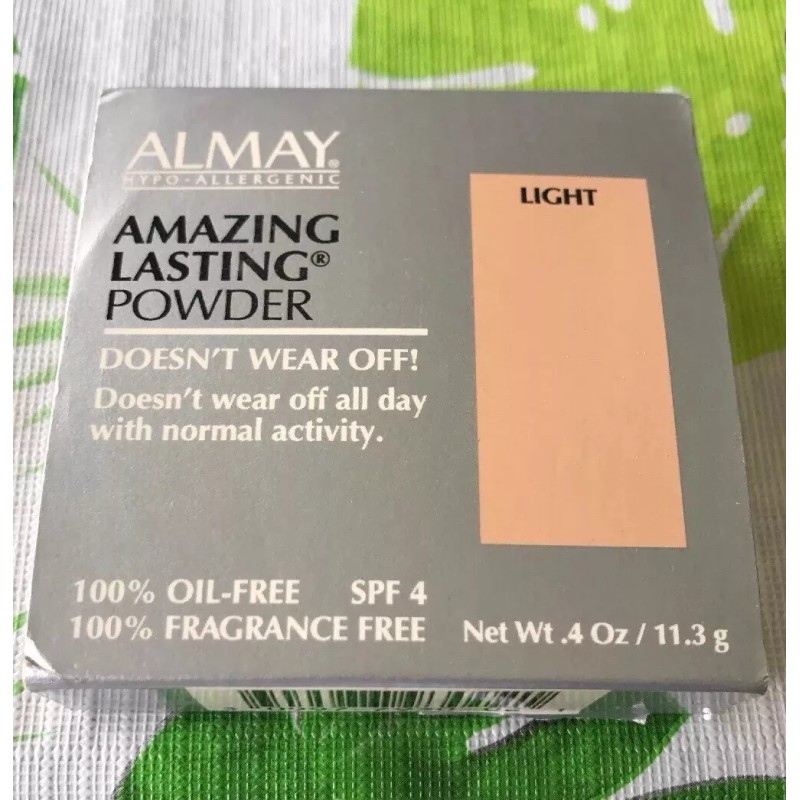 ALMAY®
HYPO-ALLERGENIC
AMAZING
LASTING®
POWDER
DOESN'T WEAR OFF!
Doesn't wear off all day
with normal activity.
LIGHT
100% OIL-FREE SPF 4
100% FRAGRANCE FREE
Net Wt .4 Oz / 11.3 g